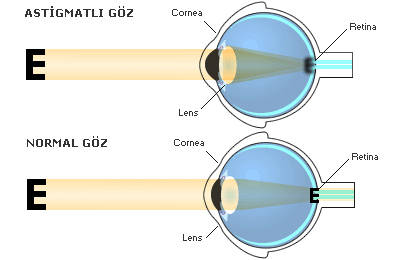 ASTİGMATLI GÖZ
Cornea
Retina
E
E
Lens
NORMAL GÖZ
Cornea
Retina
E
E
Lens